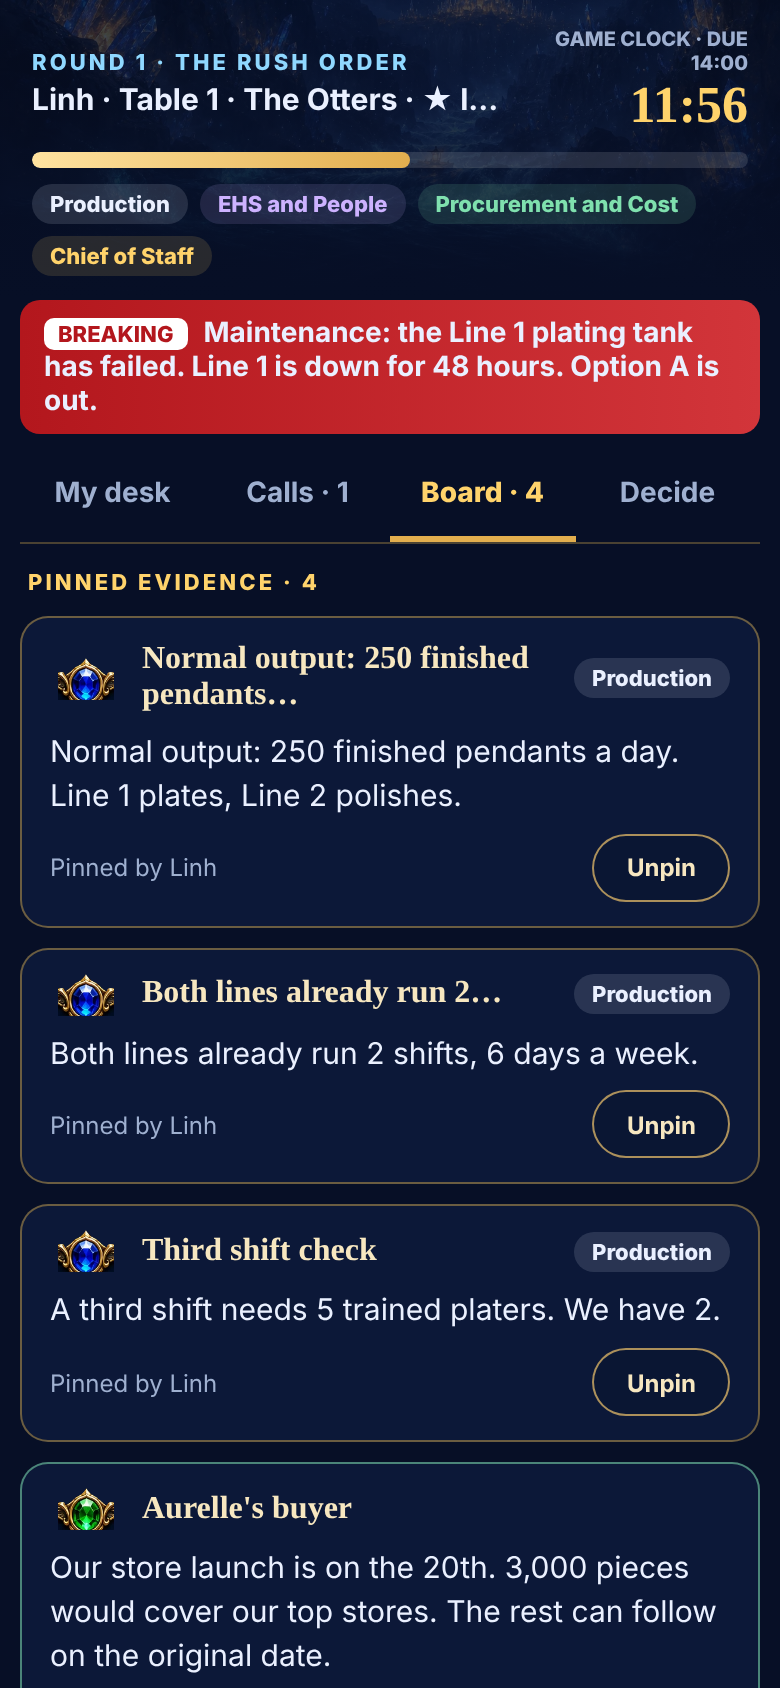 GAME CLOCK · DUE
14:00
ROUND 1 · THE RUSH ORDER
Linh · Table 1 · The Otters · ★ I…
11:56
Production
EHS and People
Procurement and Cost
Chief of Staff
BREAKING Maintenance: the Line 1 plating tank
has failed. Line 1 is down for 48 hours. Option A is
out.
My desk
Calls · 1
Board · 4
Decide
PINNED EVIDENCE · 4
Normal output: 250 finished
pendants…
Production
Normal output: 250 finished pendants a day.
Line 1 plates, Line 2 polishes.
Pinned by Linh
Unpin
Both lines already run 2…
Production
Both lines already run 2 shifts, 6 days a week.
Pinned by Linh
Unpin
Third shift check
Production
A third shift needs 5 trained platers. We have 2.
Pinned by Linh
Unpin
Aurelle's buyer
Our store launch is on the 20th. 3,000 pieces
would cover our top stores. The rest can follow
on the original date.